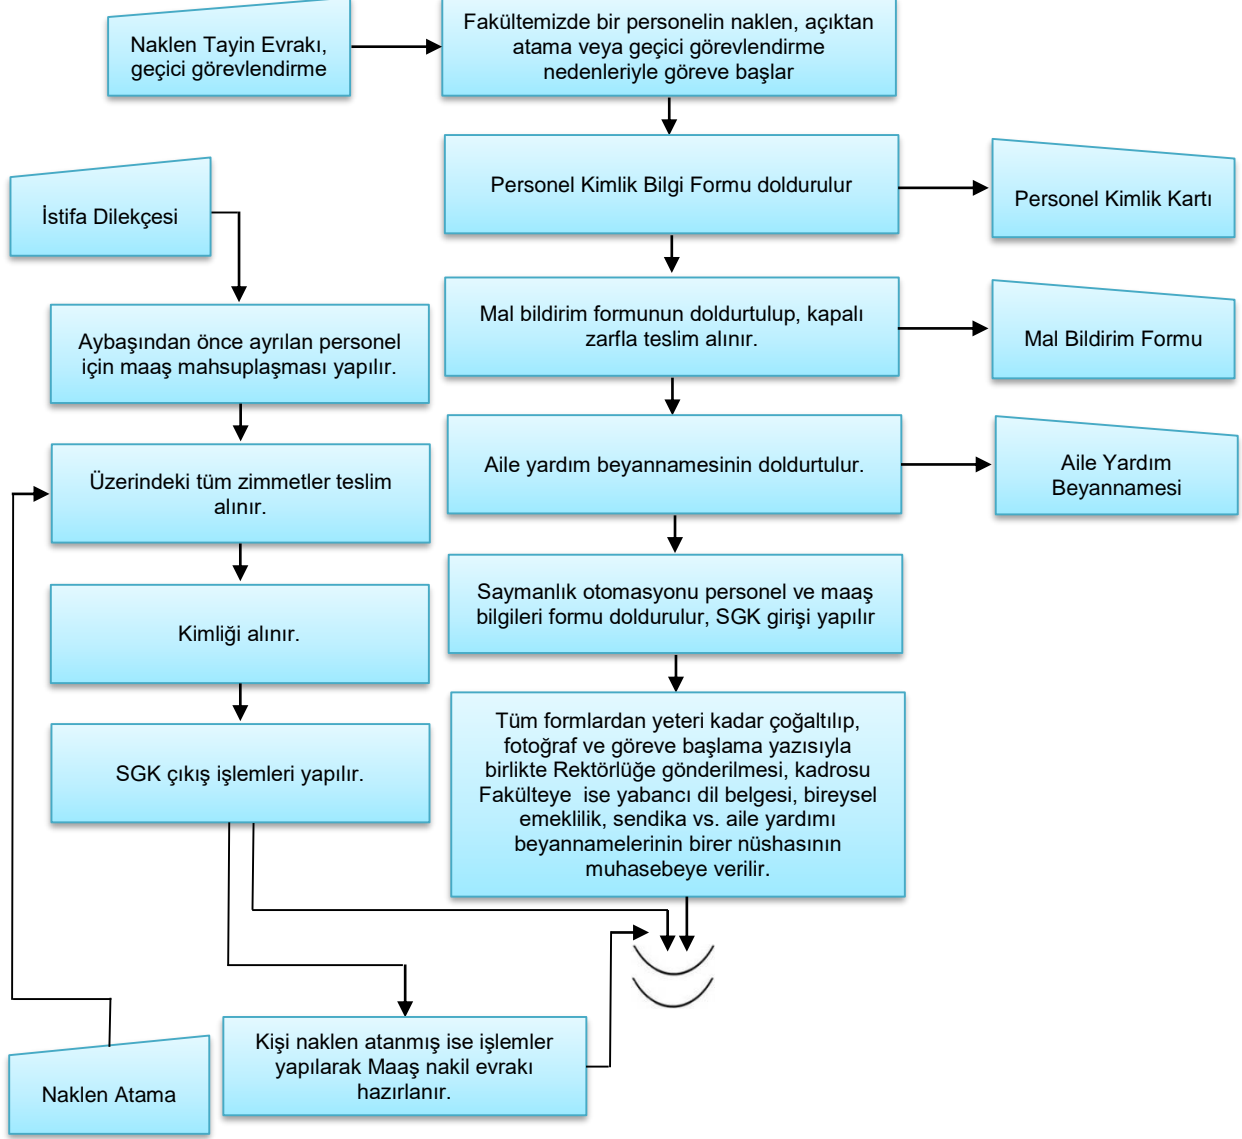 Naklen Tayin Evrakı,
geçici görevlendirme
Fakültemizde bir personelin naklen, açıktan
atama veya geçici görevlendirme
nedenleriyle göreve başlar
Personel Kimlik Bilgi Formu doldurulur
Personel Kimlik Kartı
İstifa Dilekçesi
Mal bildirim formunun doldurtulup, kapalı
zarfla teslim alınır.
Mal Bildirim Formu
Aybaşından önce ayrılan personel
için maaş mahsuplaşması yapılır.
Aile yardım beyannamesinin doldurtulur.
Aile Yardım
Beyannamesi
Üzerindeki tüm zimmetler teslim
alınır.
Saymanlık otomasyonu personel ve maaş
bilgileri formu doldurulur, SGK girişi yapılır
Kimliği alınır.
Tüm formlardan yeteri kadar çoğaltılıp,
fotoğraf ve göreve başlama yazısıyla
birlikte Rektörlüğe gönderilmesi, kadrosu
Fakülteye  ise yabancı dil belgesi, bireysel
emeklilik, sendika vs. aile yardımı
beyannamelerinin birer nüshasının
muhasebeye verilir.
SGK çıkış işlemleri yapılır.
Kişi naklen atanmış ise işlemler
yapılarak Maaş nakil evrakı
hazırlanır.
Naklen Atama